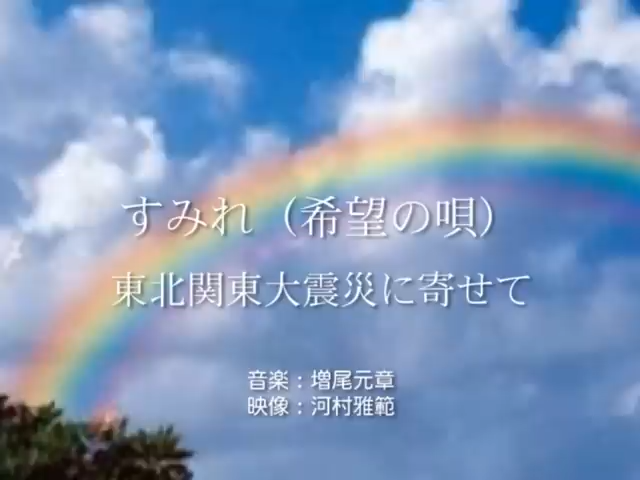 すみれ（希望の唄）
東北関東大震災に寄せて
音楽：増尾元章
映像：河村雅範